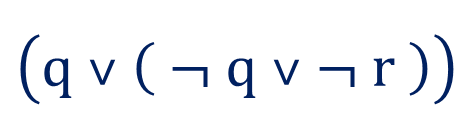 (q ∨ ( ¬ q ∨ ¬ r ))